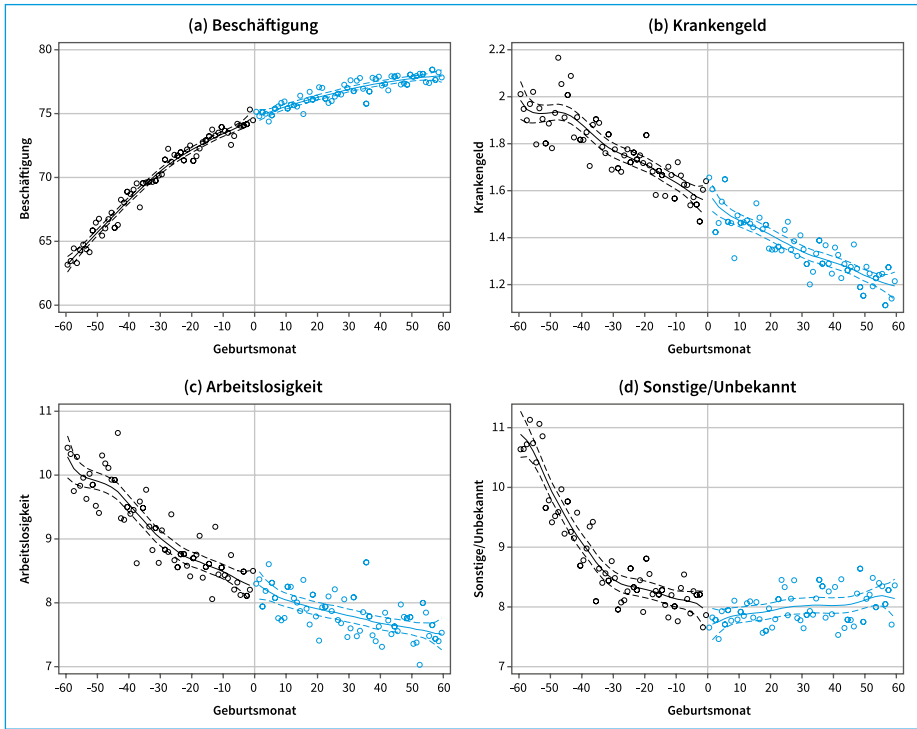 (a) Beschäftigung
80
75
70
65
60
Beschäftigung
-60 -50 -40 -30 -20 -10 0 10 20 30 40 50 60
Geburtsmonat
(b) Krankengeld
2.2
2
1.8
1.6
1.4
1.2
Krankengeld
-60 -50 -40 -30 -20 -10 0 10 20 30 40 50 60
Geburtsmonat
(c) Arbeitslosigkeit
11
10
9
8
7
Arbeitslosigkeit
-60 -50 -40 -30 -20 -10 0 10 20 30 40 50 60
Geburtsmonat
(d) Sonstige/Unbekannt
11
10
9
8
7
Sonstige/Unbekannt
-60 -50 -40 -30 -20 -10 0 10 20 30 40 50 60
Geburtsmonat